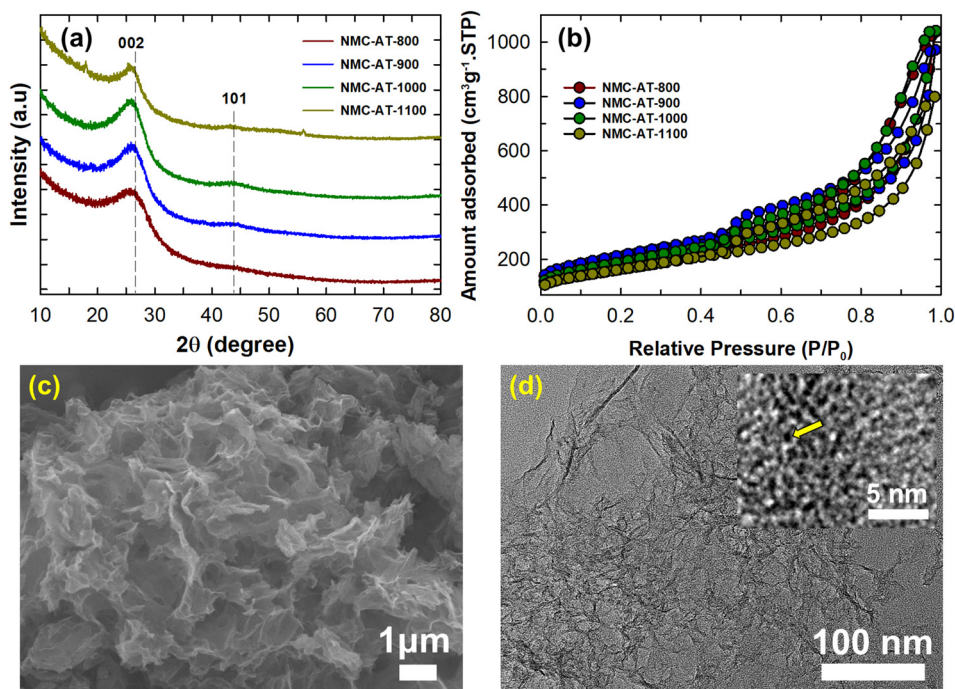 (a)
002
101
NMC-AT-800
NMC-AT-900
NMC-AT-1000
NMC-AT-1100
Intensity (a.u)
10 20 30 40 50 60 70 80
2θ (degree)
(b)
NMC-AT-800
NMC-AT-900
NMC-AT-1000
NMC-AT-1100
Amount adsorbed (cm³g⁻¹.STP)
1000
800
600
400
200
0.0 0.2 0.4 0.6 0.8 1.0
Relative Pressure (P/P₀)
(c)
1μm
(d)
5 nm
100 nm